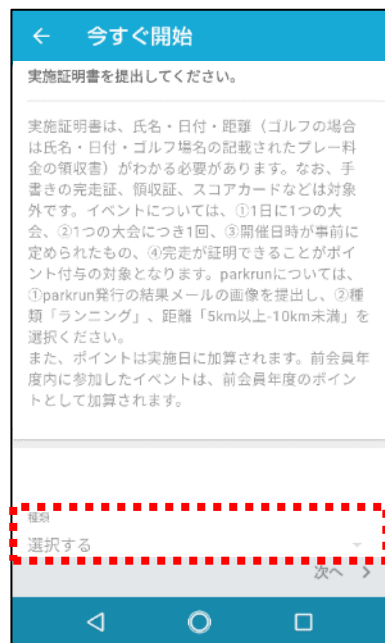 今すぐ開始
実施証明書を提出してください。
実施証明書は、氏名・日付・距離（ゴルフの場合
は氏名・日付・ゴルフ場名の記載されたプレー料
金の領収書）がわかる必要があります。なお、手
書きの完走証、領収証、スコアカードなどは対象
外です。イベントについては、①1日に1つの大
会、②1つの大会につき1回、③開催日時が事前に
定められたもの、④完走が証明できることがポイ
ント付与の対象となります。parkrunについては、
①parkrun発行の結果メールの画像を提出し、②種
類「ランニング」、距離「5km以上-10km未満」を
選択ください。
また、ポイントは実施日に加算されます。前会員年
度内に参加したイベントは、前会員年度のポイン
トとして加算されます。
種類
選択する
次へ